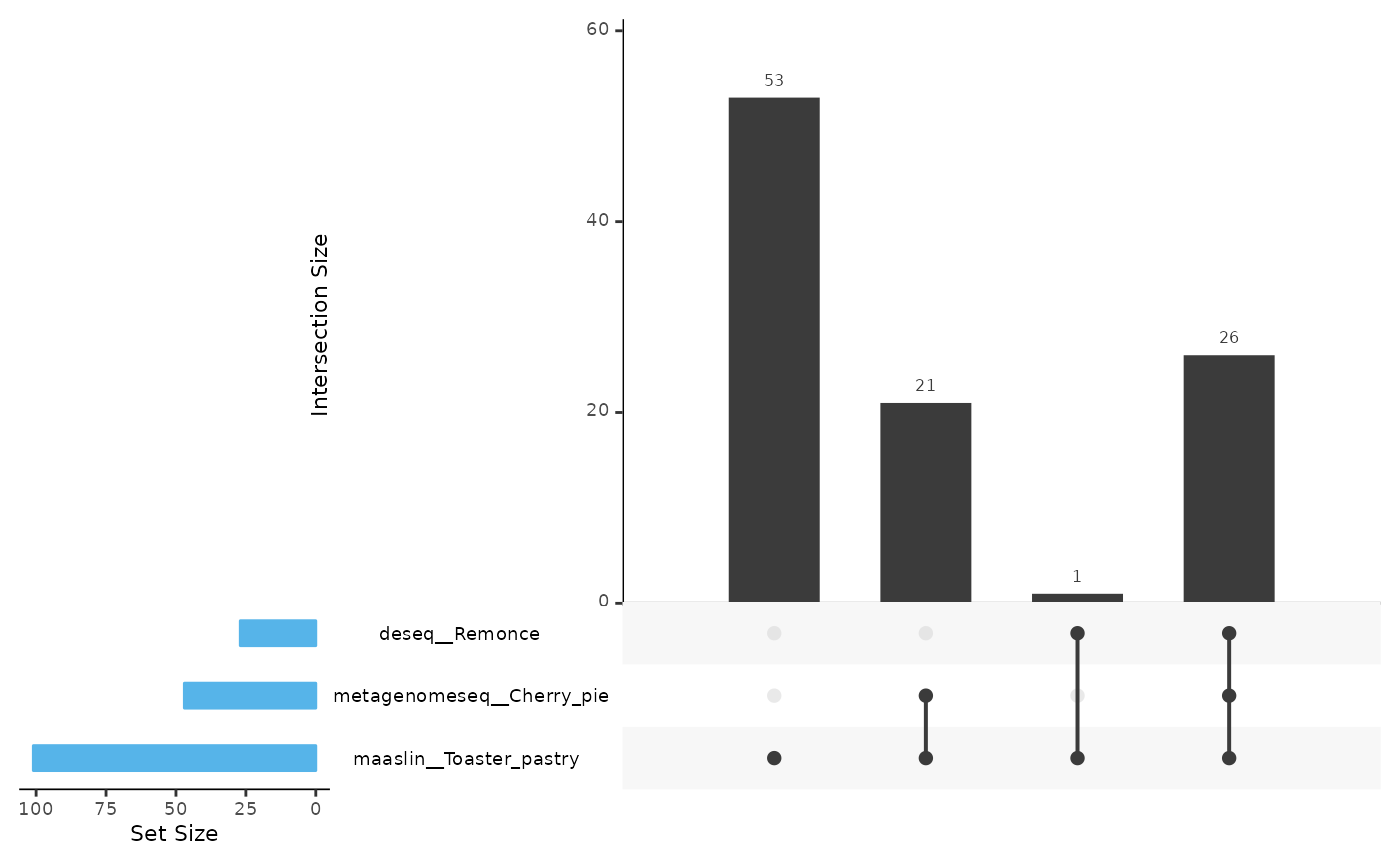 60
53
40
Intersection Size
26
21
20
1
0
deseq__Remonce
metagenomeseq__Cherry_pie
maaslin__Toaster_pastry
100 75 50 25 0
Set Size